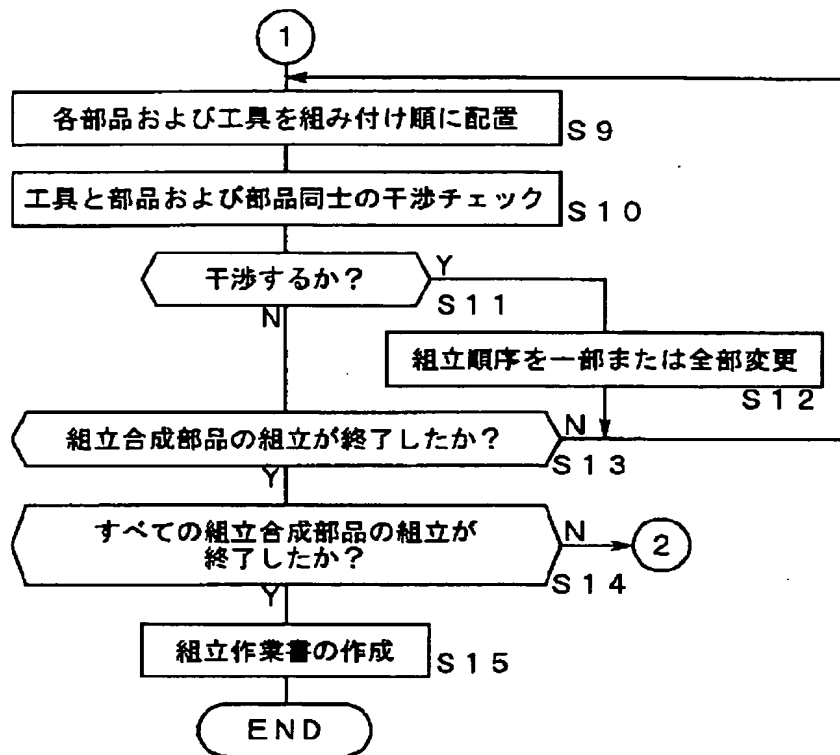 1
各部品および工具を組み付け順に配置
S9
工具と部品および部品同士の干渉チェック
S10
干渉するか？
Y
S11
N
組立順序を一部または全部変更
S12
組立合成部品の組立が終了したか？
N
S13
Y
すべての組立合成部品の組立が
終了したか？
N
2
S14
Y
組立作業書の作成
S15
END